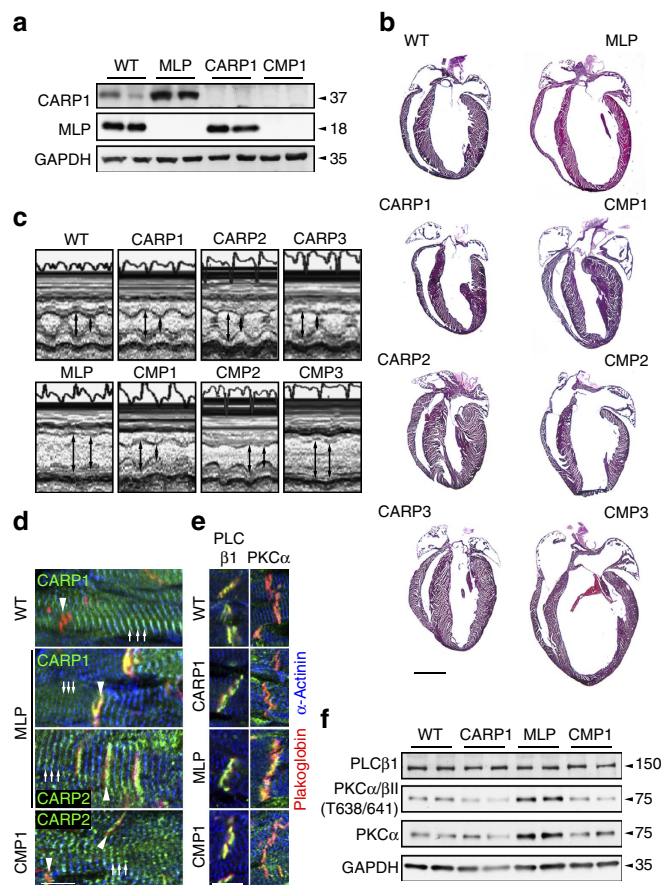 a
WT MLP CARP1 CMP1
CARP1 37
MLP 18
GAPDH 35
b
WT MLP
CARP1 CMP1
CARP2 CMP2
CARP3 CMP3
c
WT CARP1 CARP2 CARP3
MLP CMP1 CMP2 CMP3
d
WT
CARP1
MLP
CARP1
CARP2
CMP1
CARP2
e
PLC
β1 PKCα
WT
CARP1
MLP
CMP1
α-Actinin
Plakoglobin
f
WT CARP1 MLP CMP1
PLCβ1 150
PKCα/βII
(T638/641) 75
PKCα 75
GAPDH 35